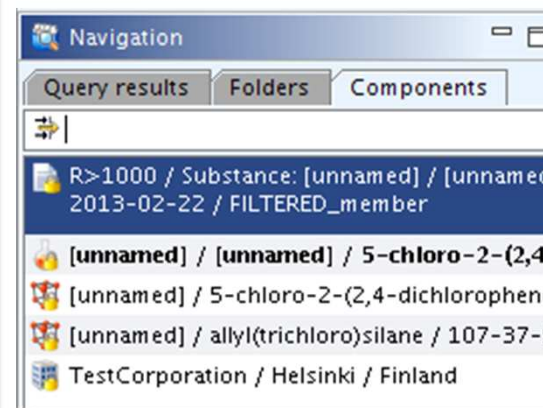 Navigation
Query results Folders Components
R>1000 / Substance: [unnamed] / [unnamed
2013-02-22 / FILTERED_member
[unnamed] / [unnamed] / 5-chloro-2-(2,4
[unnamed] / 5-chloro-2-(2,4-dichlorophen
[unnamed] / allyl(trichloro)silane / 107-37-
TestCorporation / Helsinki / Finland